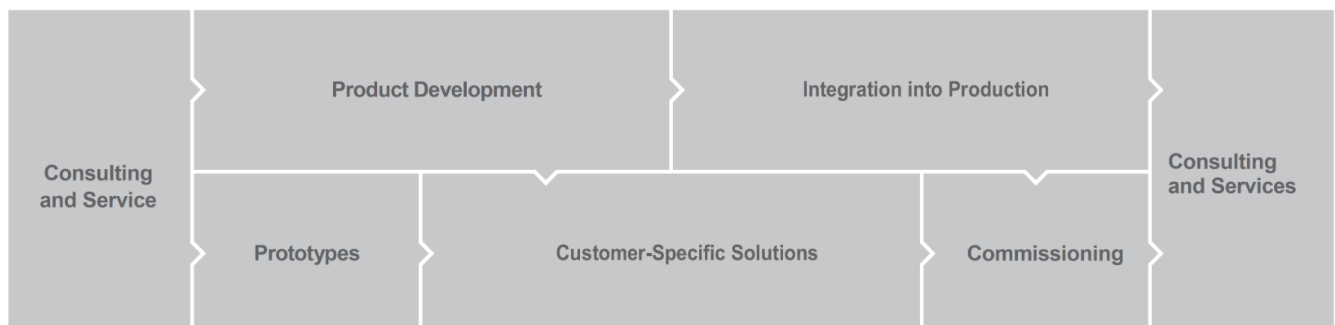 Consulting
and Service
Product Development
Integration into Production
Prototypes
Customer-Specific Solutions
Commissioning
Consulting
and Services